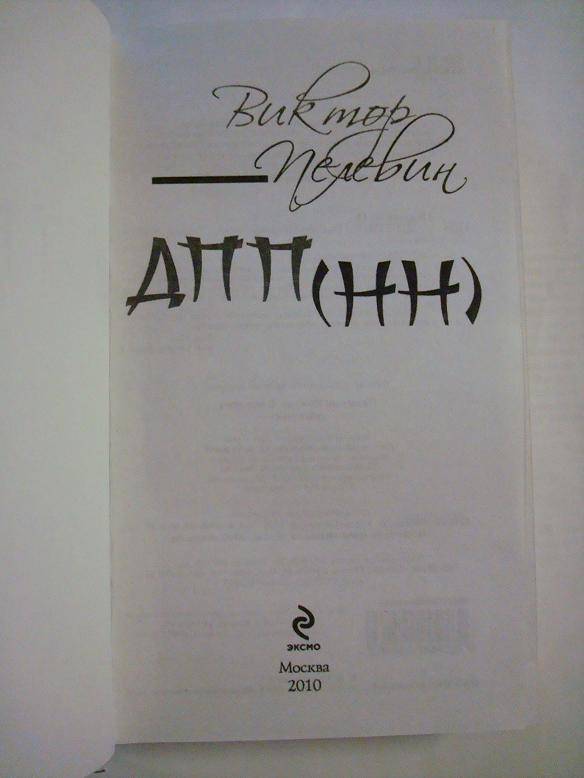 Виктор
Пелевин
ДПП
(НН)
ЭКСМО
Москва
2010